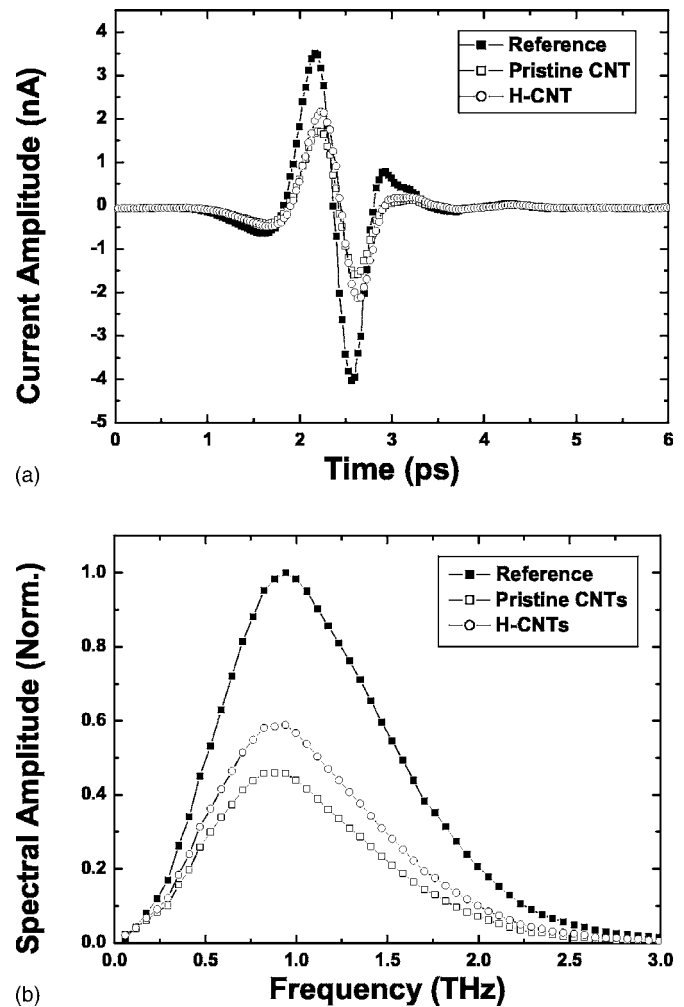 4
3
2
1
0
-1
-2
-3
-4
-5
Current Amplitude (nA)
Reference
Pristine CNT
H-CNT
0 1 2 3 4 5 6
Time (ps)
(a)
1.0
0.8
0.6
0.4
0.2
0.0
Spectral Amplitude (Norm.)
Reference
Pristine CNTs
H-CNTs
0.0 0.5 1.0 1.5 2.0 2.5 3.0
Frequency (THz)
(b)